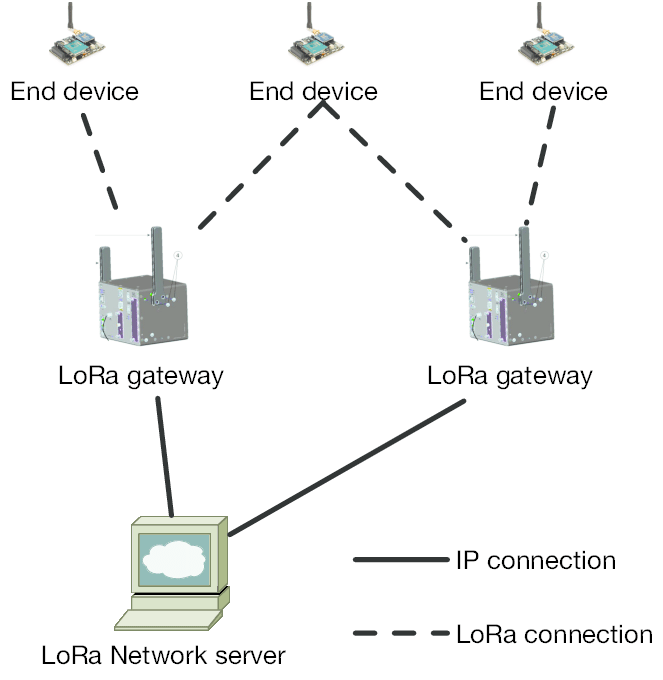 End device
End device
End device
LoRa gateway
LoRa gateway
IP connection
LoRa connection
LoRa Network server